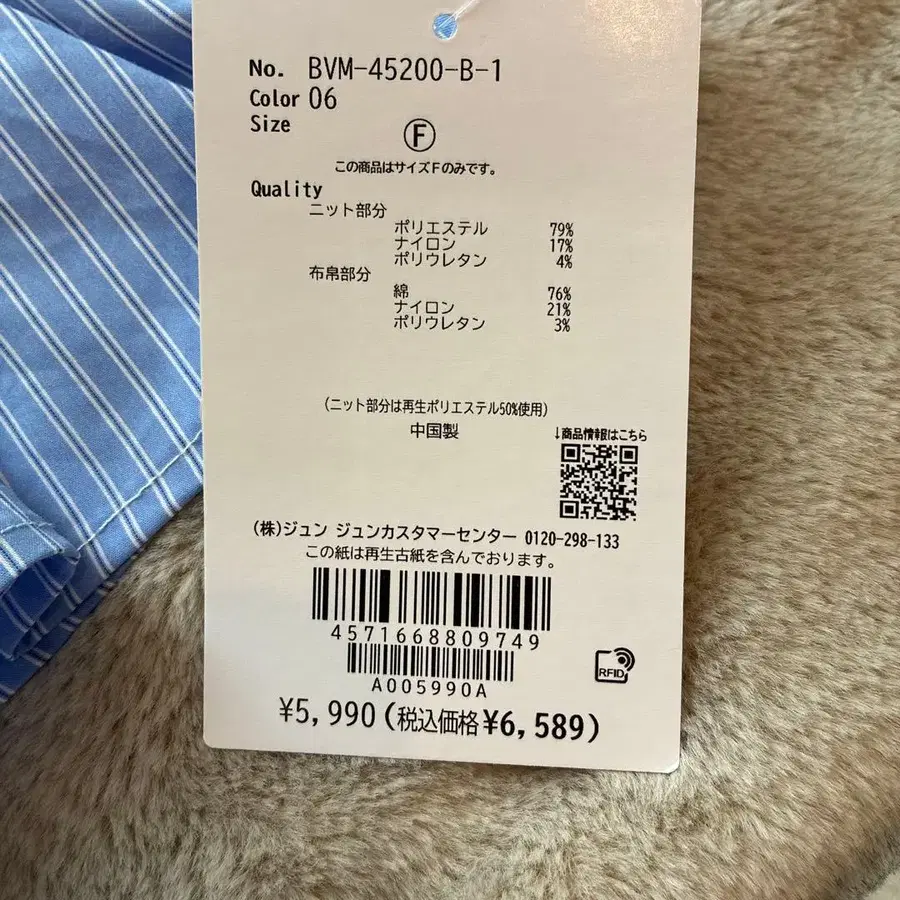 No. BVM-45200-B-1
Color 06
Size
Ⓕ
この商品はサイズFのみです。
Quality
ニット部分
ポリエステル 79%
ナイロン 17%
ポリウレタン 4%
布帛部分
綿 76%
ナイロン 21%
ポリウレタン 3%
(ニット部分は再生ポリエステル50%使用)
中国製
↓商品情報はこちら
(株)ジュン ジュンカスタマーセンター 0120-298-133
この紙は再生古紙を含んでおります。
4571668809749
A005990A
RFID
¥5,990(税込価格¥6,589)